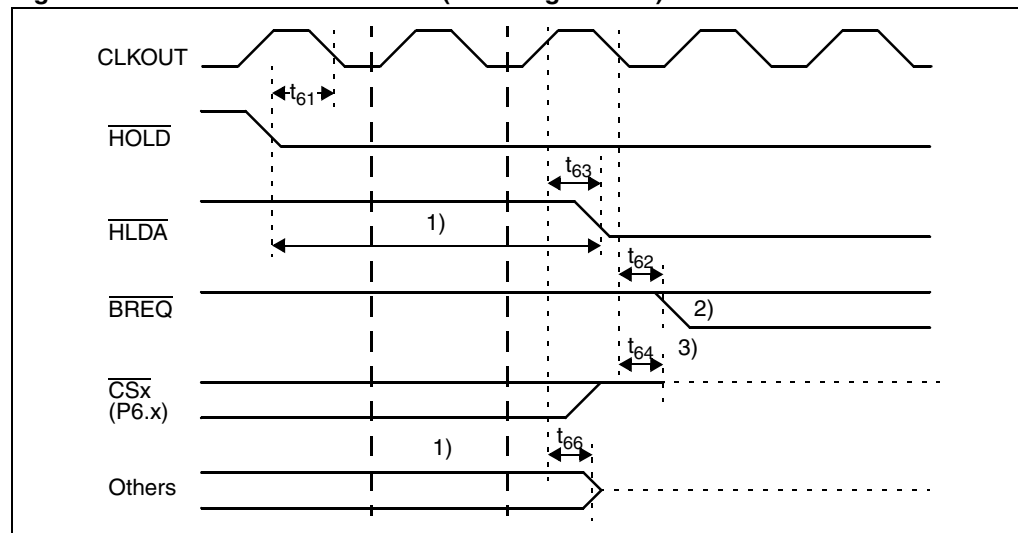 CLKOUT
t61
HOLD
t63
HLDA
1)
t62
BREQ
2)
t64
3)
CSx
(P6.x)
1)
t66
Others